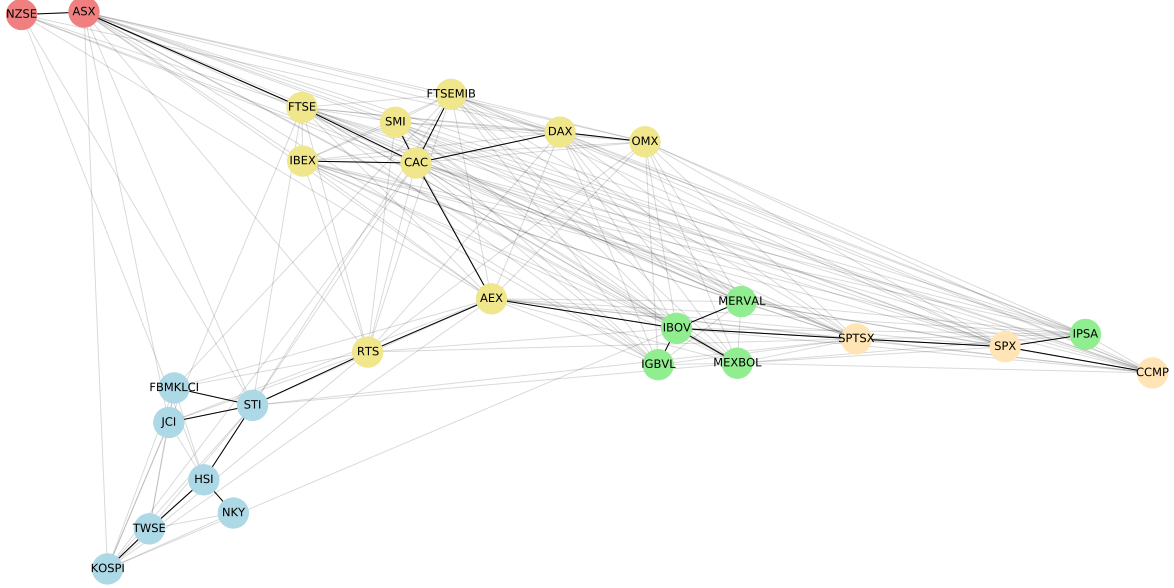 NZSE
ASX
FTSEMIB
FTSE
SMI
DAX
OMX
IBEX
CAC
AEX
MERVAL
IBOV
IPSA
SPTSX
SPX
RTS
IGBVL
MEXBOL
CCMP
FBMKLCI
STI
JCI
HSI
NKY
TWSE
KOSPI